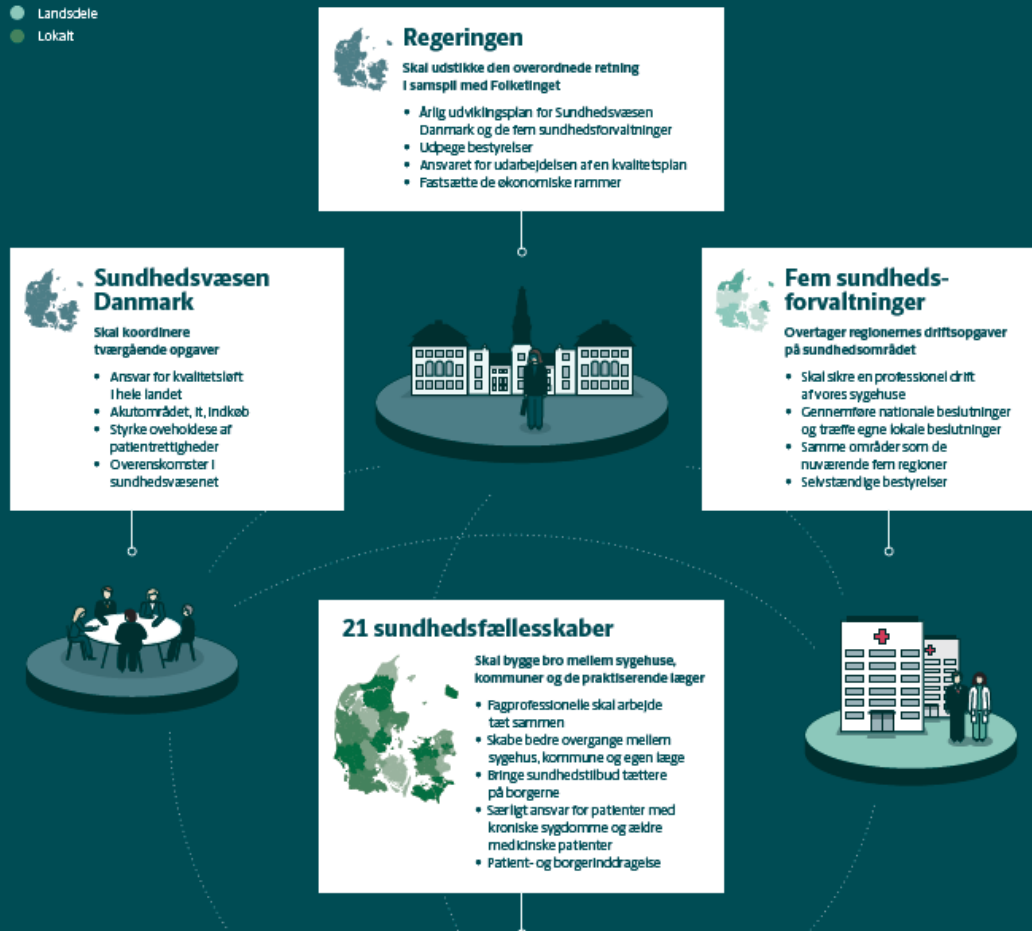 Landsdele
Lokalt
Regeringen
Skal udstikke den overordnede retning
i samspil med Folketinget
• Årlig udviklingsplan for Sundhedsvæsen
Danmark og de fem sundhedsforvaltninger
• Udpege bestyrelser
• Ansvaret for udarbejdelsen af en kvalitetsplan
• Fastsætte de økonomiske rammer
Sundhedsvæsen
Danmark
Skal koordinere
tværgående opgaver
• Ansvar for kvalitetsløft
i hele landet
• Akutområdet, it, indkøb
• Styrke oveholdese af
patientrettigheder
• Overenskomster i
sundhedsvæsenet
Fem sundheds-
forvaltninger
Overtager regionernes driftsopgaver
på sundhedsområdet
• Skal sikre en professionel drift
af vores sygehuse
• Gennemføre nationale beslutninger
og træffe egne lokale beslutninger
• Samme områder som de
nuværende fem regioner
• Selvstændige bestyrelser
21 sundhedsfællesskaber
Skal bygge bro mellem sygehuse,
kommuner og de praktiserende læger
• Fagprofessionelle skal arbejde
tæt sammen
• Skabe bedre overgange mellem
sygehus, kommune og egen læge
• Bringe sundhedstilbud tættere
på borgerne
• Særligt ansvar for patienter med
kroniske sygdomme og ældre
medicinske patienter
• Patient- og borgerinddragelse